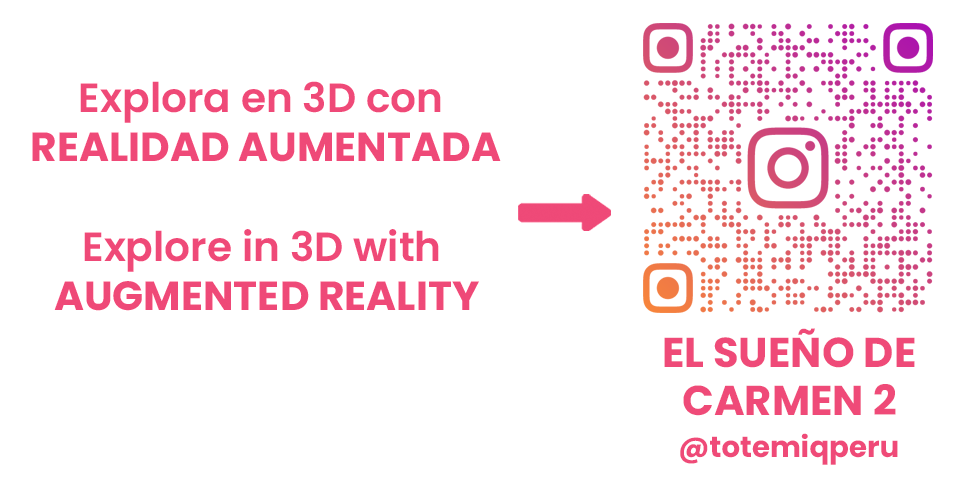 Explora en 3D con
REALIDAD AUMENTADA
Explore in 3D with
AUGMENTED REALITY
EL SUEÑO DE
CARMEN 2
@totemiqperu